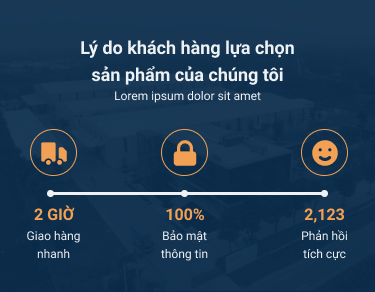 Lý do khách hàng lựa chọn
sản phẩm của chúng tôi
Lorem ipsum dolor sit amet
2 GIỜ
Giao hàng
nhanh
100%
Bảo mật
thông tin
2,123
Phản hồi
tích cực